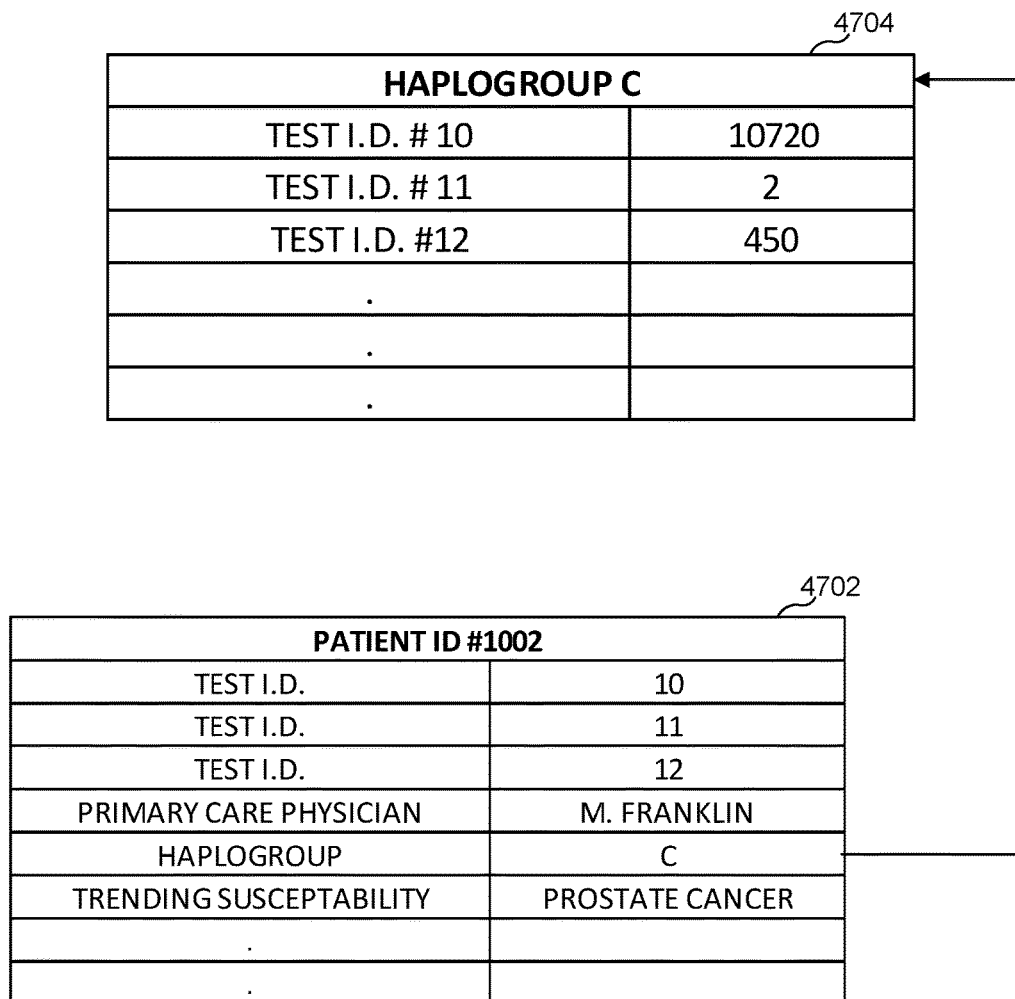 4704
HAPLOGROUP C
TEST I.D. # 10 10720
TEST I.D. # 11 2
TEST I.D. #12 450
.
.
.
4702
PATIENT ID #1002
TEST I.D. 10
TEST I.D. 11
TEST I.D. 12
PRIMARY CARE PHYSICIAN M. FRANKLIN
HAPLOGROUP C
TRENDING SUSCEPTABILITY PROSTATE CANCER
.
.